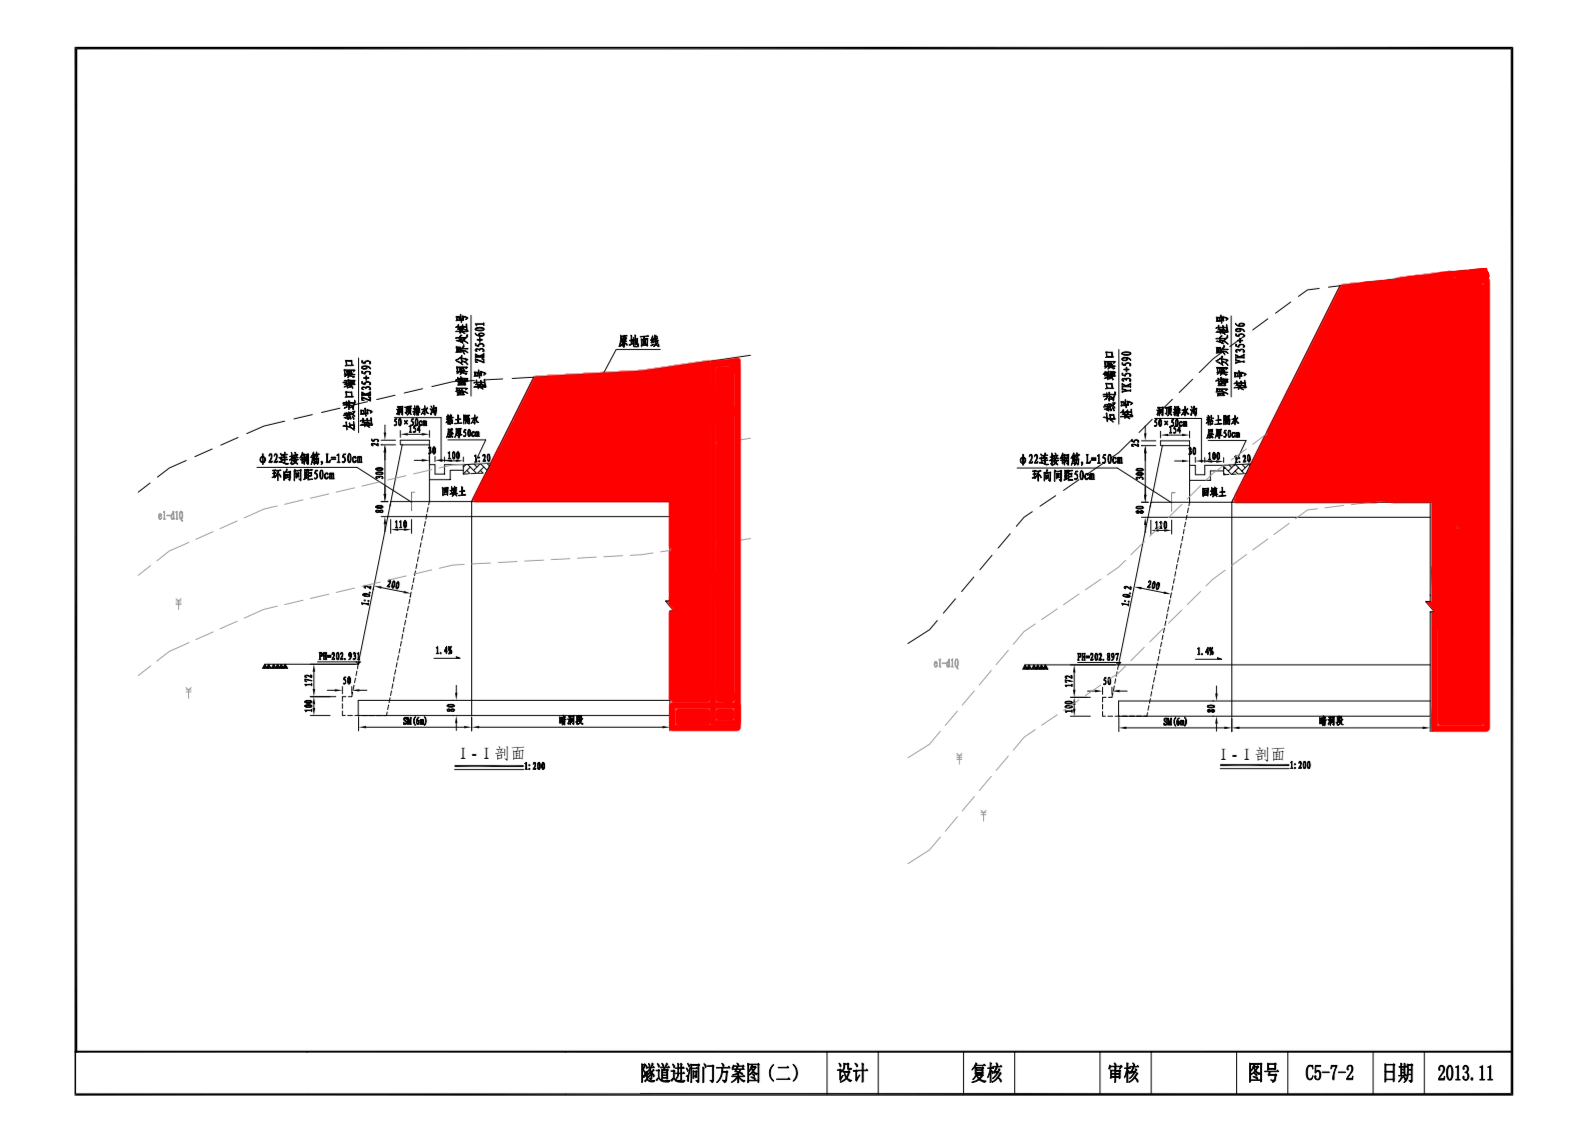 左线进口端洞口
桩号 ZK35+595
明暗洞分界处桩号
桩号 ZK35+601
原地面线
洞顶排水沟
50×50cm
154
粘土隔水
层厚50cm
25
30
100
1:20
φ22连接钢筋,L=150cm
环向间距50cm
300
回填土
80
110
el-dlQ
1:0.2
200
PH=202.931
1.4%
172
50
100
80
SM(6m)
暗洞段
I - I 剖面
1:200
右线进口端洞口
桩号 YK35+590
明暗洞分界处桩号
桩号 YK35+596
洞顶排水沟
50×50cm
154
粘土隔水
层厚50cm
25
30
100
1:20
φ22连接钢筋,L=150cm
环向间距50cm
300
回填土
80
110
el-dlQ
1:0.2
200
PH=202.897
1.4%
172
50
100
80
SM(6m)
暗洞段
I - I 剖面
1:200
隧道进洞门方案图（二） 设计 复核 审核 图号 C5-7-2 日期 2013.11